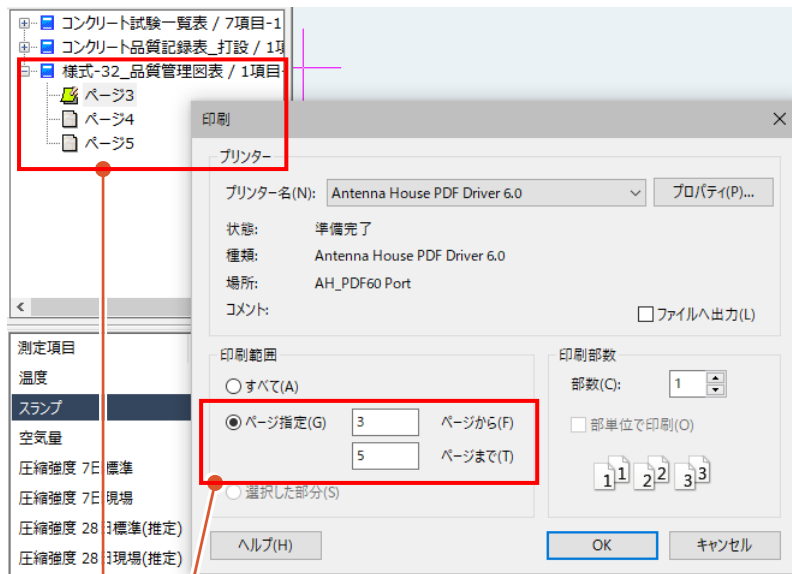 コンクリート試験一覧表 / 7項目-1
コンクリート品質記録表_打設 / 1項
様式-32_品質管理図表 / 1項目-
ページ3
ページ4
ページ5
印刷
プリンター
プリンター名(N): Antenna House PDF Driver 6.0 プロパティ(P)...
状態: 準備完了
種類: Antenna House PDF Driver 6.0
場所: AH_PDF60 Port
コメント: ファイルへ出力(L)
印刷範囲
すべて(A)
ページ指定(G) 3 ページから(F)
5 ページまで(T)
選択した部分(S)
印刷部数
部数(C): 1
部単位で印刷(O)
1 1 2 2 3 3
ヘルプ(H) OK キャンセル
測定項目
温度
スランプ
空気量
圧縮強度 7日標準
圧縮強度 7日現場
圧縮強度 28日標準(推定)
圧縮強度 28日現場(推定)